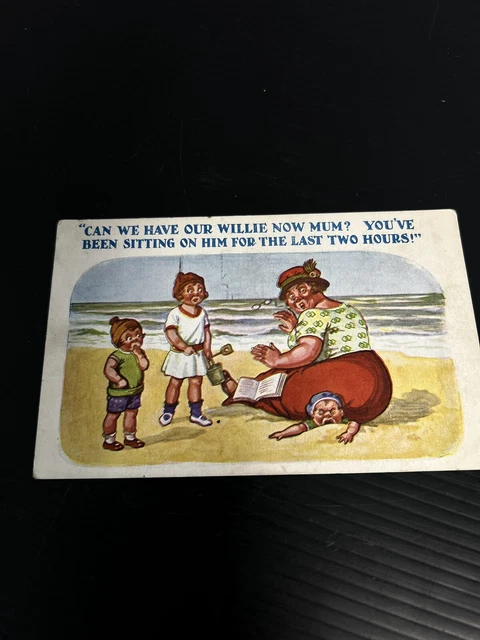 "CAN WE HAVE OUR WILLIE NOW MUM? YOU'VE
BEEN SITTING ON HIM FOR THE LAST TWO HOURS!"